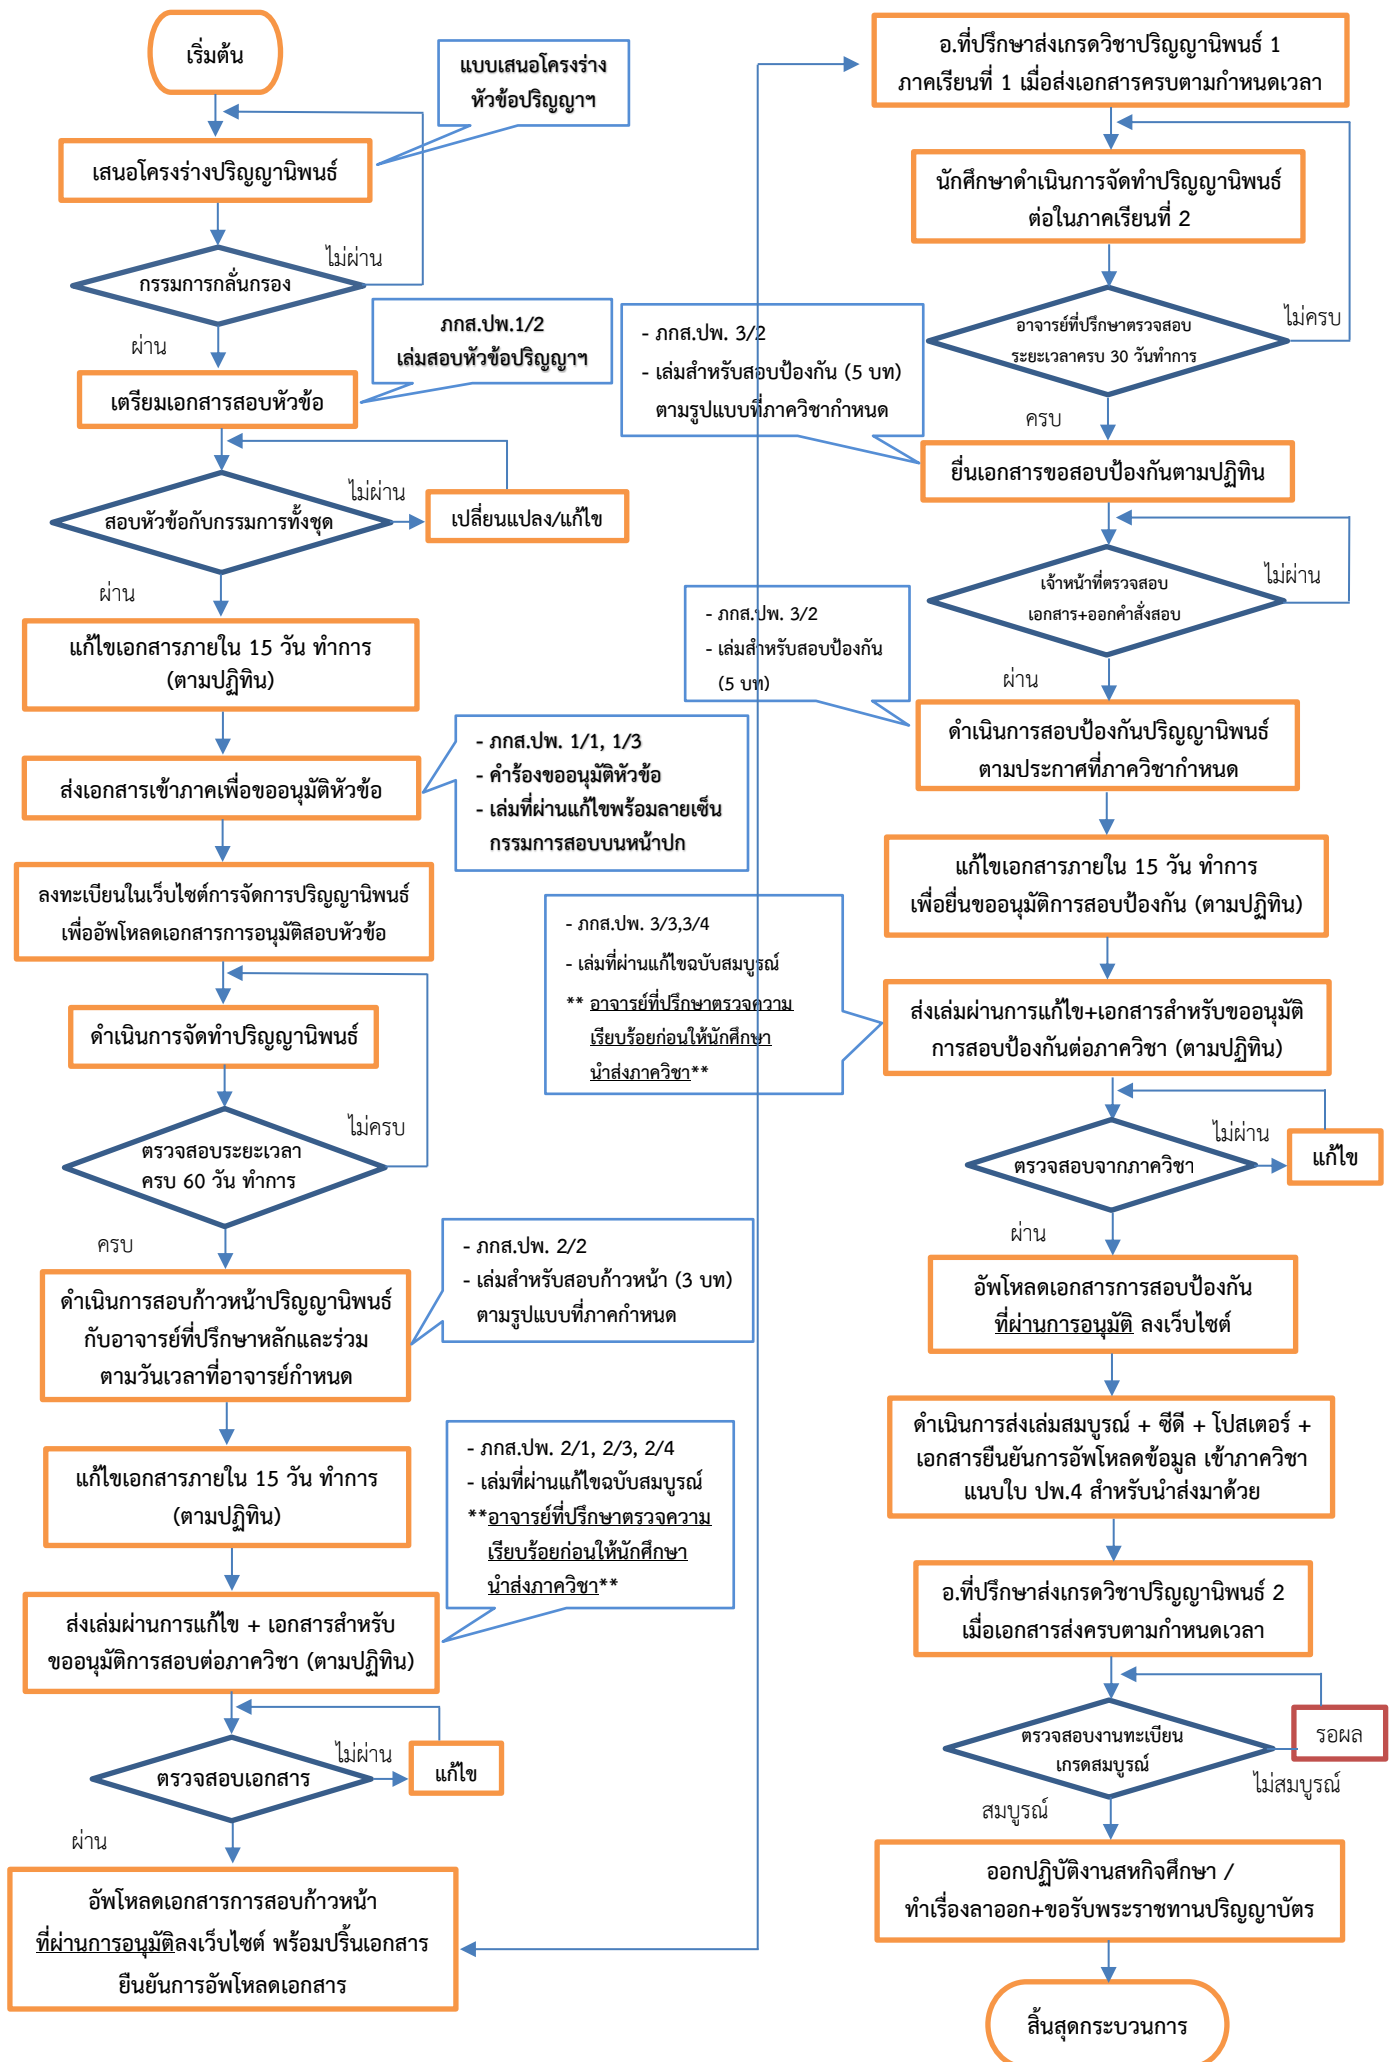 เริ่มต้น
แบบเสนอโครงร่าง
หัวข้อปริญญาฯ
เสนอโครงร่างปริญญานิพนธ์
ไม่ผ่าน
กรรมการกลั่นกรอง
ผ่าน
ภกส.ปพ.1/2
เล่มสอบหัวข้อปริญญาฯ
เตรียมเอกสารสอบหัวข้อ
ไม่ผ่าน
สอบหัวข้อกับกรรมการทั้งชุด
เปลี่ยนแปลง/แก้ไข
ผ่าน
แก้ไขเอกสารภายใน 15 วัน ทำการ
(ตามปฏิทิน)
- ภกส.ปพ. 1/1, 1/3
- คำร้องขออนุมัติหัวข้อ
- เล่มที่ผ่านแก้ไขพร้อมลายเซ็น
กรรมการสอบบนหน้าปก
ส่งเอกสารเข้าภาคเพื่อขออนุมัติหัวข้อ
ลงทะเบียนในเว็บไซต์การจัดการปริญญานิพนธ์
เพื่ออัพโหลดเอกสารการอนุมัติสอบหัวข้อ
ดำเนินการจัดทำปริญญานิพนธ์
ไม่ครบ
ตรวจสอบระยะเวลา
ครบ 60 วัน ทำการ
ครบ
- ภกส.ปพ. 2/2
- เล่มสำหรับสอบก้าวหน้า (3 บท)
ตามรูปแบบที่ภาคกำหนด
ดำเนินการสอบก้าวหน้าปริญญานิพนธ์
กับอาจารย์ที่ปรึกษาหลักและร่วม
ตามวันเวลาที่อาจารย์กำหนด
แก้ไขเอกสารภายใน 15 วัน ทำการ
(ตามปฏิทิน)
- ภกส.ปพ. 2/1, 2/3, 2/4
- เล่มที่ผ่านแก้ไขฉบับสมบูรณ์
**อาจารย์ที่ปรึกษาตรวจความ
เรียบร้อยก่อนให้นักศึกษา
นำส่งภาควิชา**
ส่งเล่มผ่านการแก้ไข + เอกสารสำหรับ
ขออนุมัติการสอบต่อภาควิชา (ตามปฏิทิน)
ไม่ผ่าน
ตรวจสอบเอกสาร
แก้ไข
ผ่าน
อัพโหลดเอกสารการสอบก้าวหน้า
ที่ผ่านการอนุมัติลงเว็บไซต์ พร้อมปริ้นเอกสาร
ยืนยันการอัพโหลดเอกสาร
อ.ที่ปรึกษาส่งเกรดวิชาปริญญานิพนธ์ 1
ภาคเรียนที่ 1 เมื่อส่งเอกสารครบตามกำหนดเวลา
นักศึกษาดำเนินการจัดทำปริญญานิพนธ์
ต่อในภาคเรียนที่ 2
ไม่ครบ
อาจารย์ที่ปรึกษาตรวจสอบ
ระยะเวลาครบ 30 วันทำการ
ครบ
- ภกส.ปพ. 3/2
- เล่มสำหรับสอบป้องกัน (5 บท)
ตามรูปแบบที่ภาควิชากำหนด
ยื่นเอกสารขอสอบป้องกันตามปฏิทิน
ไม่ผ่าน
เจ้าหน้าที่ตรวจสอบ
เอกสาร+ออกคำสั่งสอบ
ผ่าน
- ภกส.ปพ. 3/2
- เล่มสำหรับสอบป้องกัน
(5 บท)
ดำเนินการสอบป้องกันปริญญานิพนธ์
ตามประกาศที่ภาควิชากำหนด
แก้ไขเอกสารภายใน 15 วัน ทำการ
เพื่อยื่นขออนุมัติการสอบป้องกัน (ตามปฏิทิน)
- ภกส.ปพ. 3/3,3/4
- เล่มที่ผ่านแก้ไขฉบับสมบูรณ์
** อาจารย์ที่ปรึกษาตรวจความ
เรียบร้อยก่อนให้นักศึกษา
นำส่งภาควิชา**
ส่งเล่มผ่านการแก้ไข+เอกสารสำหรับขออนุมัติ
การสอบป้องกันต่อภาควิชา (ตามปฏิทิน)
ไม่ผ่าน
ตรวจสอบจากภาควิชา
แก้ไข
ผ่าน
อัพโหลดเอกสารการสอบป้องกัน
ที่ผ่านการอนุมัติ ลงเว็บไซต์
ดำเนินการส่งเล่มสมบูรณ์ + ซีดี + โปสเตอร์ +
เอกสารยืนยันการอัพโหลดข้อมูล เข้าภาควิชา
แนบใบ ปพ.4 สำหรับนำส่งมาด้วย
อ.ที่ปรึกษาส่งเกรดวิชาปริญญานิพนธ์ 2
เมื่อเอกสารส่งครบตามกำหนดเวลา
ตรวจสอบงานทะเบียน
เกรดสมบูรณ์
รอผล
ไม่สมบูรณ์
สมบูรณ์
ออกปฏิบัติงานสหกิจศึกษา /
ทำเรื่องลาออก+ขอรับพระราชทานปริญญาบัตร
สิ้นสุดกระบวนการ